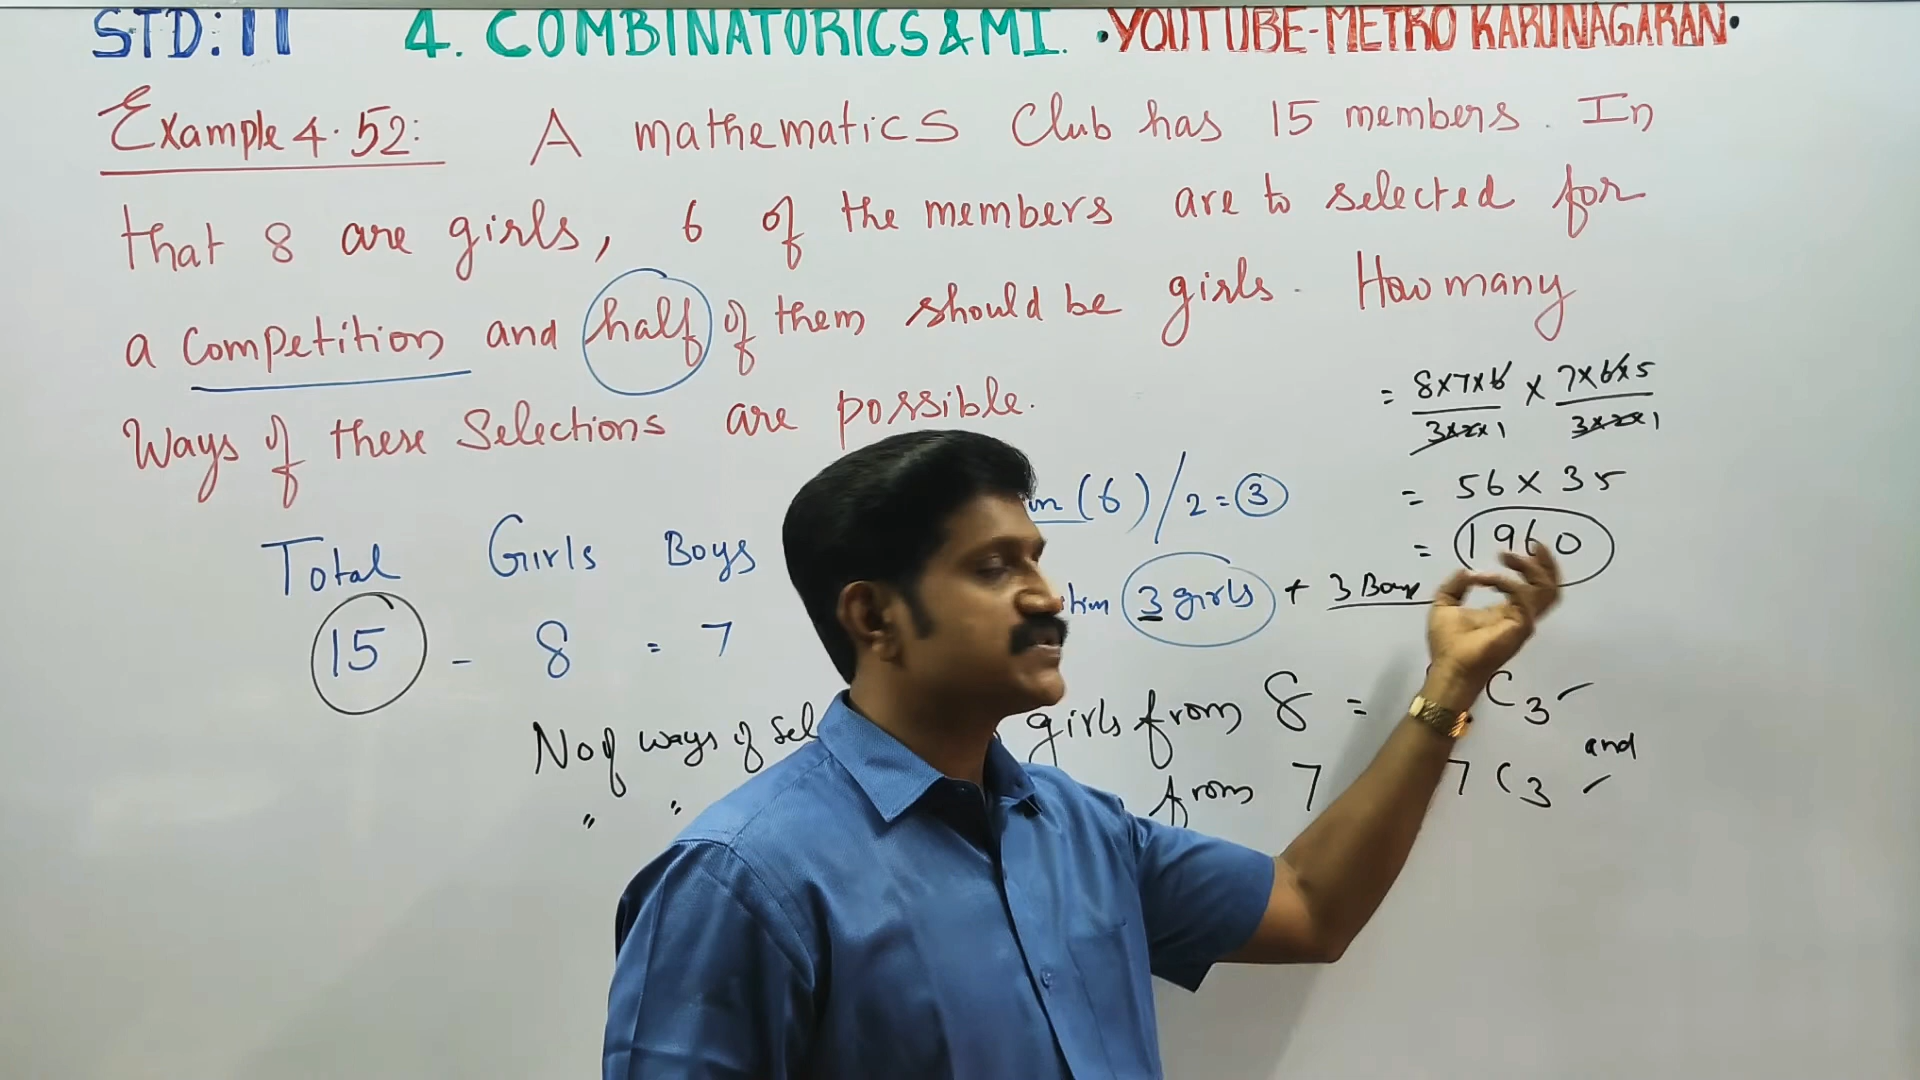 STD: 11 4. COMBINATORICS & MI. •YOUTUBE-METRO KARUNAGARAN•
Example 4.52: A mathematics Club has 15 members. In
that 8 are girls, 6 of the members are to selected for
a competition and half of them should be girls. How many
Ways of these Selections are possible.
= 8×7×6 / 3×2×1 × 7×6×5 / 3×2×1
= 56 × 35
= 1960
(6)/2 = 3
Total Girls Boys
3 girls + 3 Boys
15 - 8 = 7
No of ways of girls from 8 = C3
and
" " from 7 7C3